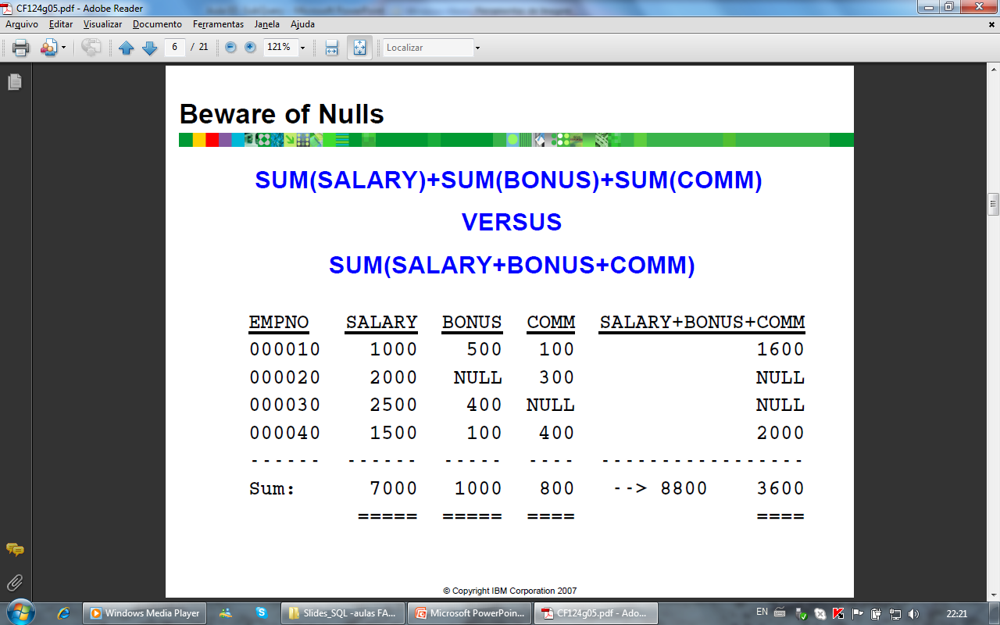 CF124g05.pdf - Adobe Reader
Arquivo Editar Visualizar Documento Ferramentas Janela Ajuda
6 / 21 121% Localizar
Beware of Nulls
SUM(SALARY)+SUM(BONUS)+SUM(COMM)
VERSUS
SUM(SALARY+BONUS+COMM)
EMPNO SALARY BONUS COMM SALARY+BONUS+COMM
000010 1000 500 100 1600
000020 2000 NULL 300 NULL
000030 2500 400 NULL NULL
000040 1500 100 400 2000
------ ------ ----- ---- -----------------
Sum: 7000 1000 800 --> 8800 3600
===== ===== ==== ====
© Copyright IBM Corporation 2007
Windows Media Player Slides_SQL -aulas FA... Microsoft PowerPoin... CF124g05.pdf - Ado... EN 22:21